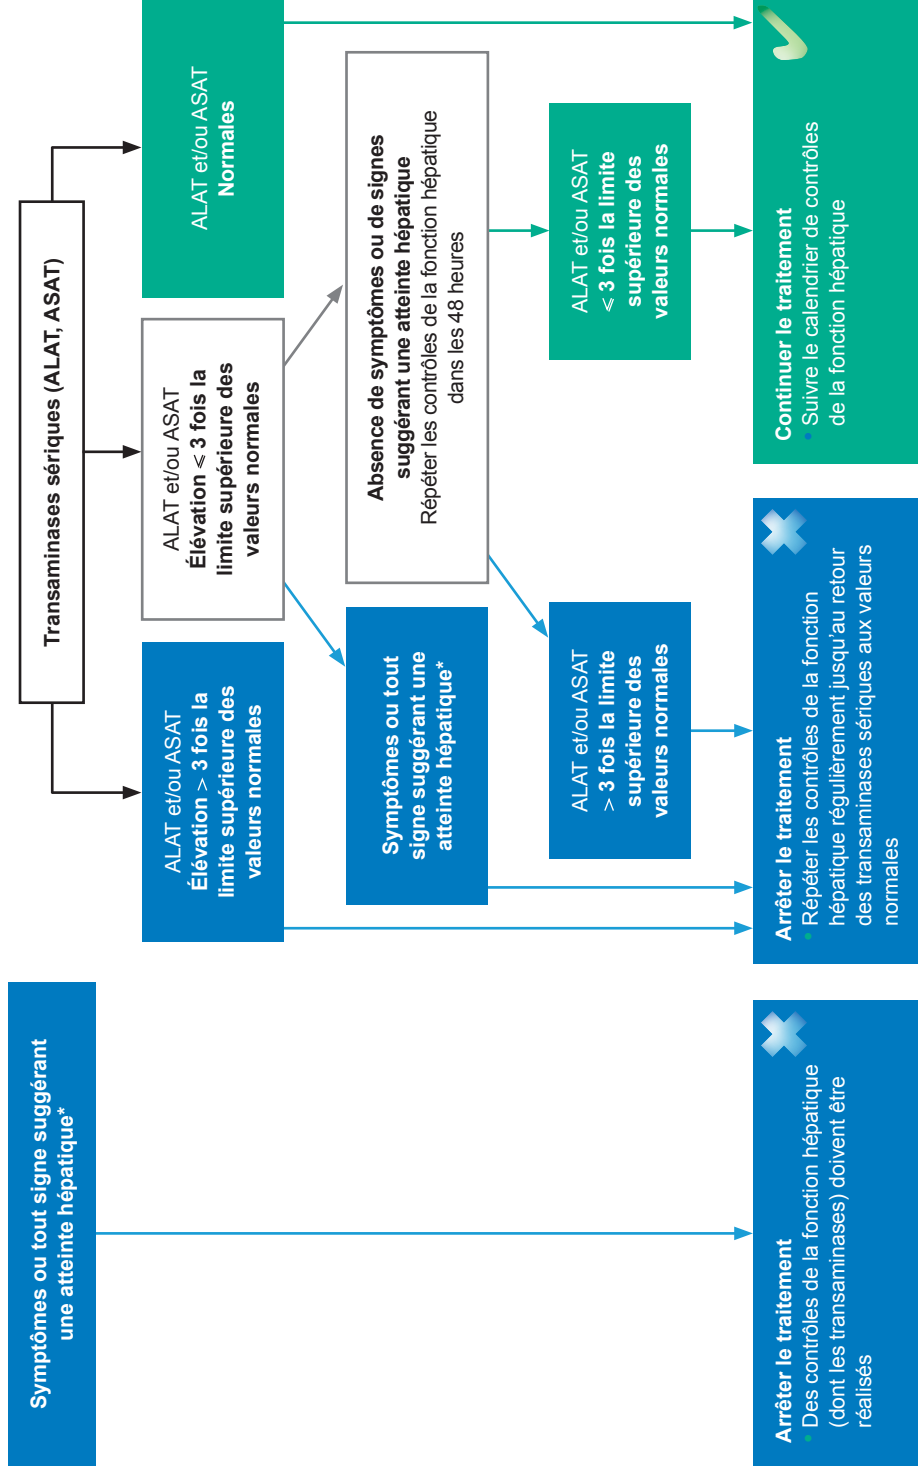 Symptômes ou tout signe suggérant
une atteinte hépatique*
Transaminases sériques (ALAT, ASAT)
ALAT et/ou ASAT
Élévation > 3 fois la
limite supérieure des
valeurs normales
ALAT et/ou ASAT
Élévation ⩽ 3 fois la
limite supérieure des
valeurs normales
ALAT et/ou ASAT
Normales
Symptômes ou tout
signe suggérant une
atteinte hépatique*
Absence de symptômes ou de signes
suggérant une atteinte hépatique
Répéter les contrôles de la fonction hépatique
dans les 48 heures
ALAT et/ou ASAT
> 3 fois la limite
supérieure des
valeurs normales
ALAT et/ou ASAT
⩽ 3 fois la limite
supérieure des
valeurs normales
Arrêter le traitement
• Des contrôles de la fonction hépatique
(dont les transaminases) doivent être
réalisés
Arrêter le traitement
• Répéter les contrôles de la fonction
hépatique régulièrement jusqu'au retour
des transaminases sériques aux valeurs
normales
Continuer le traitement
• Suivre le calendrier de contrôles
de la fonction hépatique